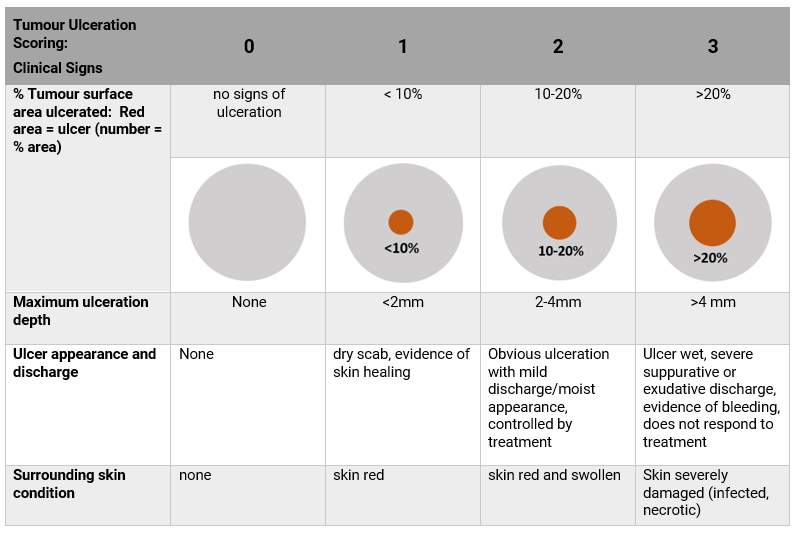 Tumour Ulceration
Scoring:
Clinical Signs
0
1
2
3
% Tumour surface
area ulcerated:  Red
area = ulcer (number =
% area)
no signs of
ulceration
< 10%
10-20%
>20%
<10%
10-20%
>20%
Maximum ulceration
depth
None
<2mm
2-4mm
>4 mm
Ulcer appearance and
discharge
None
dry scab, evidence of
skin healing
Obvious ulceration
with mild
discharge/moist
appearance,
controlled by
treatment
Ulcer wet, severe
suppurative or
exudative discharge,
evidence of bleeding,
does not respond to
treatment
Surrounding skin
condition
none
skin red
skin red and swollen
Skin severely
damaged (infected,
necrotic)